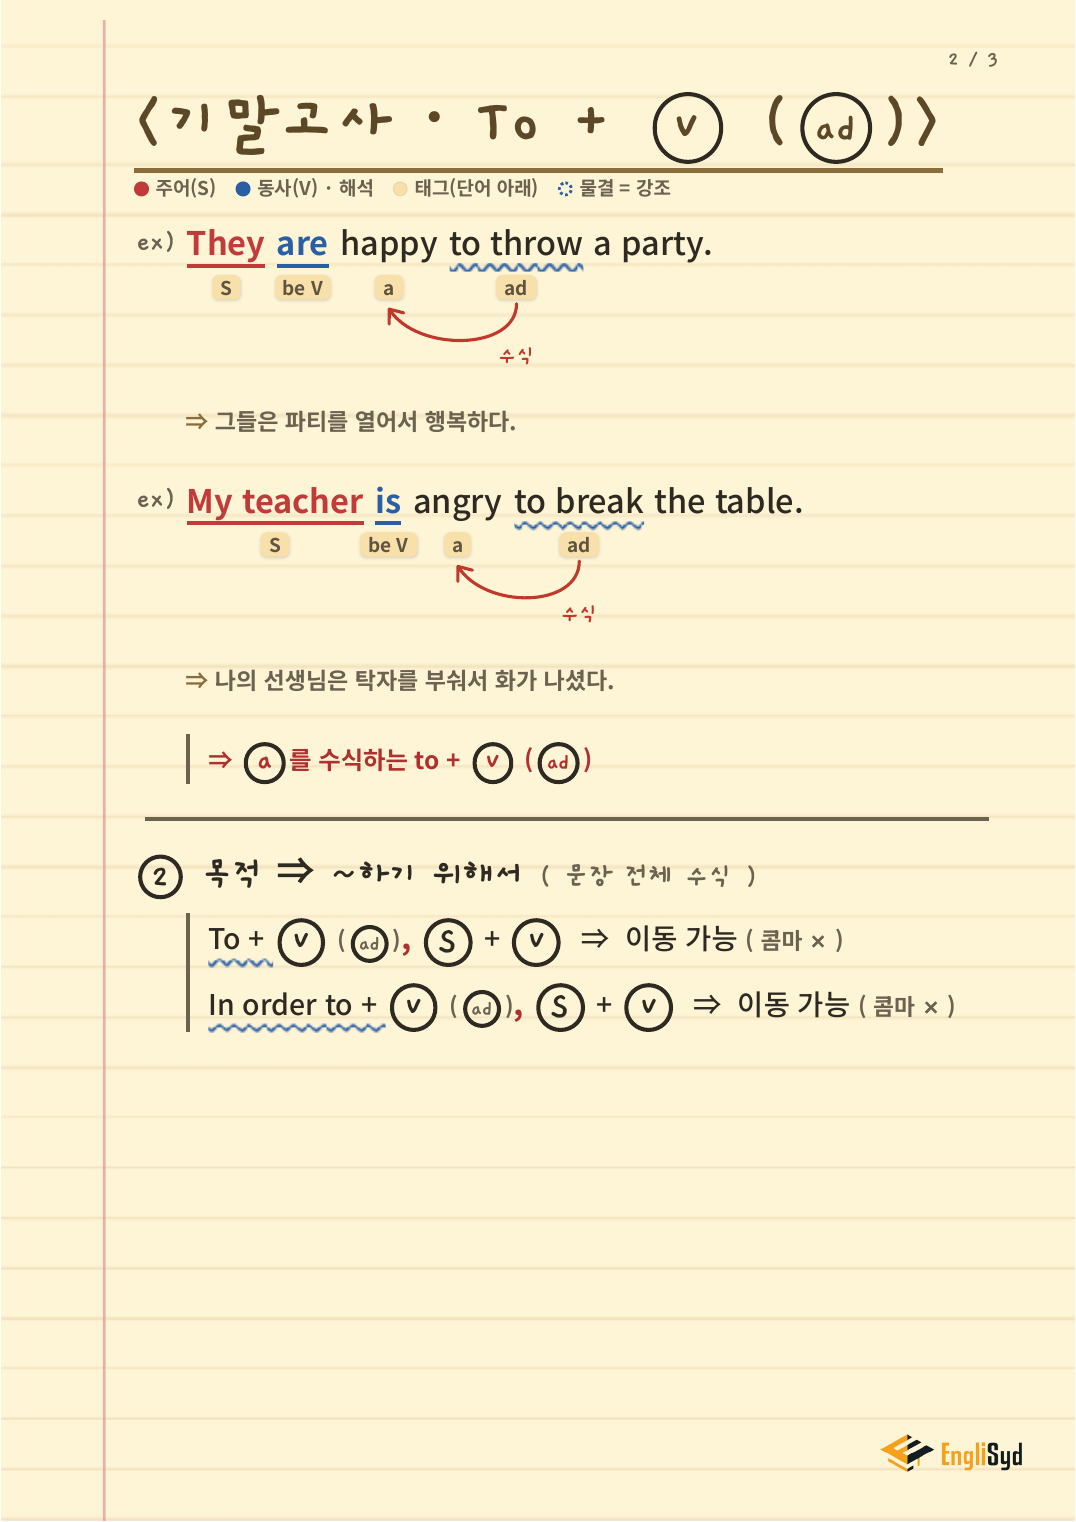 2 / 3
〈기말고사 · To + v (ad)〉
주어(S) 동사(V) · 해석 태그(단어 아래) 물결 = 강조
ex) They are happy to throw a party.
S be V a ad
수식
⇒ 그들은 파티를 열어서 행복하다.
ex) My teacher is angry to break the table.
S be V a ad
수식
⇒ 나의 선생님은 탁자를 부숴서 화가 나셨다.
⇒ a를 수식하는 to + v (ad)
2 목적 ⇒ ~하기 위해서 ( 문장 전체 수식 )
To + v (ad), S + v ⇒ 이동 가능 ( 콤마 × )
In order to + v (ad), S + v ⇒ 이동 가능 ( 콤마 × )
EngliSyd